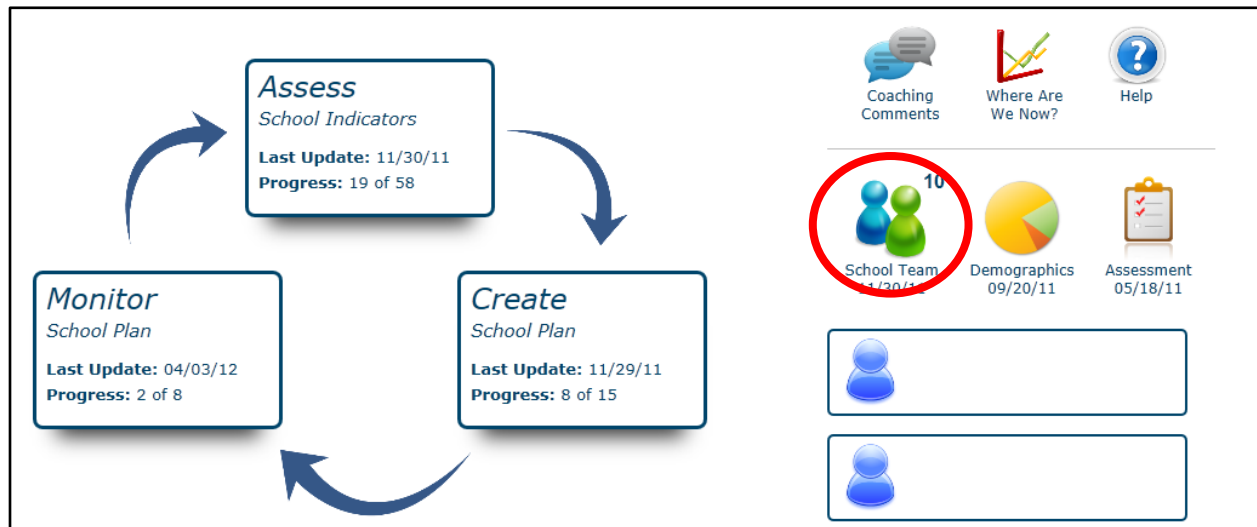 Assess
School Indicators
Last Update: 11/30/11
Progress: 19 of 58
Monitor
School Plan
Last Update: 04/03/12
Progress: 2 of 8
Create
School Plan
Last Update: 11/29/11
Progress: 8 of 15
Coaching
Comments
Where Are
We Now?
Help
10
School Team
Demographics
09/20/11
Assessment
05/18/11